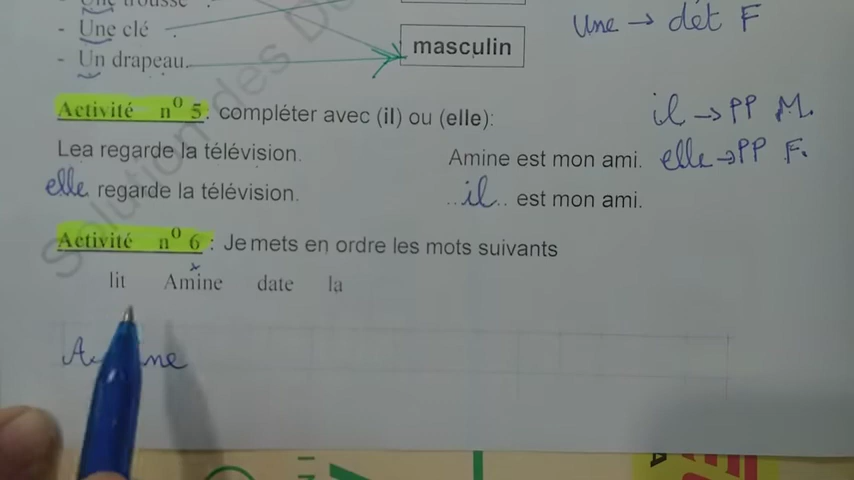 Une trousse
- Une clé
- Un drapeau.
masculin
Une → dét F
Activité n° 5 : compléter avec (il) ou (elle):
il → PP M.
Lea regarde la télévision.
Amine est mon ami.
elle → PP F.
elle regarde la télévision.
..il.. est mon ami.
Activité n° 6 : Je mets en ordre les mots suivants
lit Amine date la